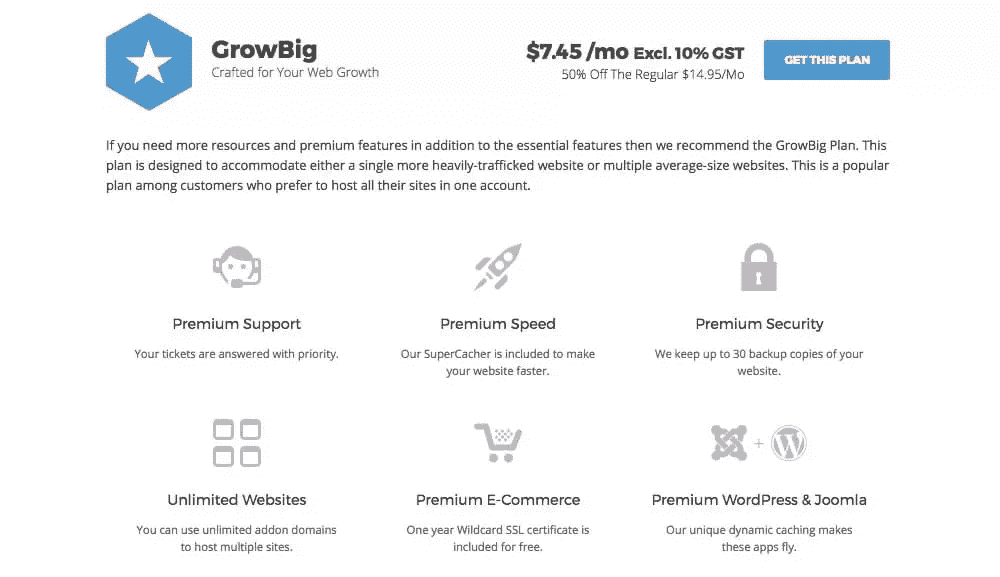 GrowBig
Crafted for Your Web Growth
$7.45 /mo Excl. 10% GST
50% Off The Regular $14.95/Mo
GET THIS PLAN
If you need more resources and premium features in addition to the essential features then we recommend the GrowBig Plan. This
plan is designed to accommodate either a single more heavily-trafficked website or multiple average-size websites. This is a popular
plan among customers who prefer to host all their sites in one account.
Premium Support
Your tickets are answered with priority.
Premium Speed
Our SuperCacher is included to make
your website faster.
Premium Security
We keep up to 30 backup copies of your
website.
Unlimited Websites
You can use unlimited addon domains
to host multiple sites.
Premium E-Commerce
One year Wildcard SSL certificate is
included for free.
+
Premium WordPress & Joomla
Our unique dynamic caching makes
these apps fly.